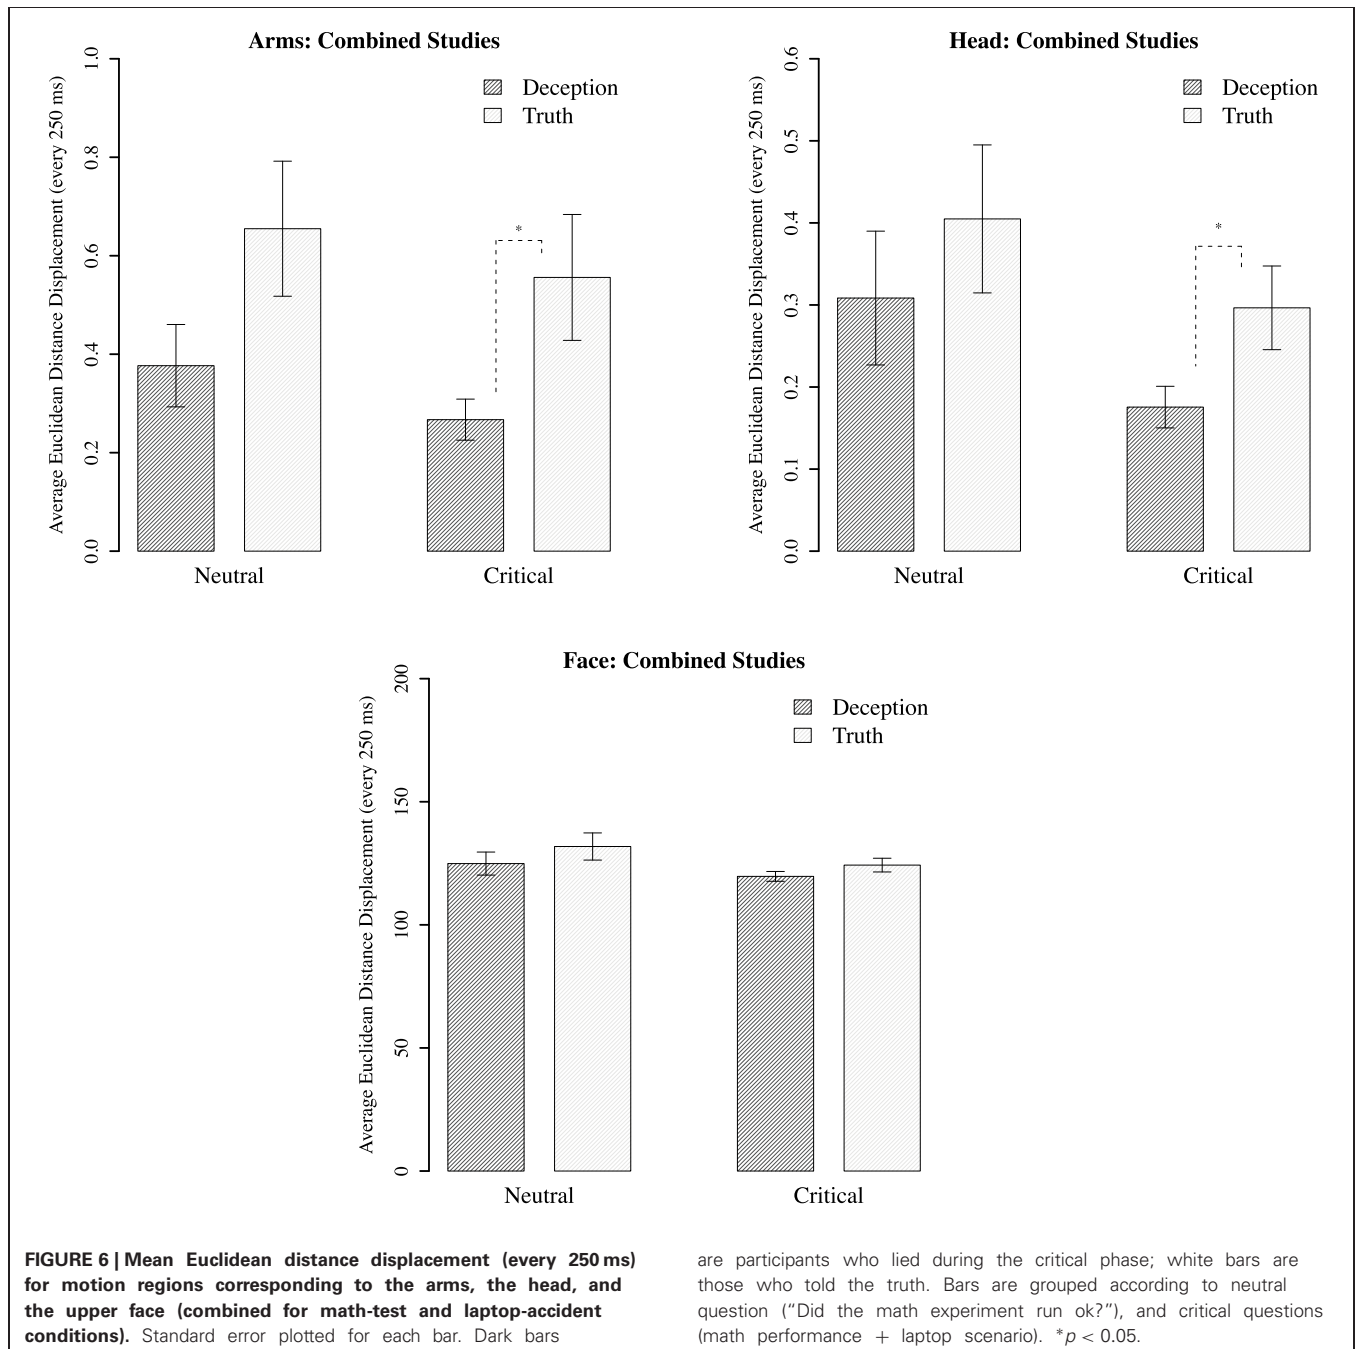 Arms: Combined Studies
Average Euclidean Distance Displacement (every 250 ms)
1.0
0.8
0.6
0.4
0.2
0.0
Deception
Truth
*
Neutral
Critical
Head: Combined Studies
Average Euclidean Distance Displacement (every 250 ms)
0.6
0.5
0.4
0.3
0.2
0.1
0.0
Deception
Truth
*
Neutral
Critical
Face: Combined Studies
Average Euclidean Distance Displacement (every 250 ms)
200
150
100
50
0
Deception
Truth
Neutral
Critical
FIGURE 6 | Mean Euclidean distance displacement (every 250 ms)
for motion regions corresponding to the arms, the head, and
the upper face (combined for math-test and laptop-accident
conditions). Standard error plotted for each bar. Dark bars
are participants who lied during the critical phase; white bars are
those who told the truth. Bars are grouped according to neutral
question (“Did the math experiment run ok?”), and critical questions
(math performance + laptop scenario). *p < 0.05.